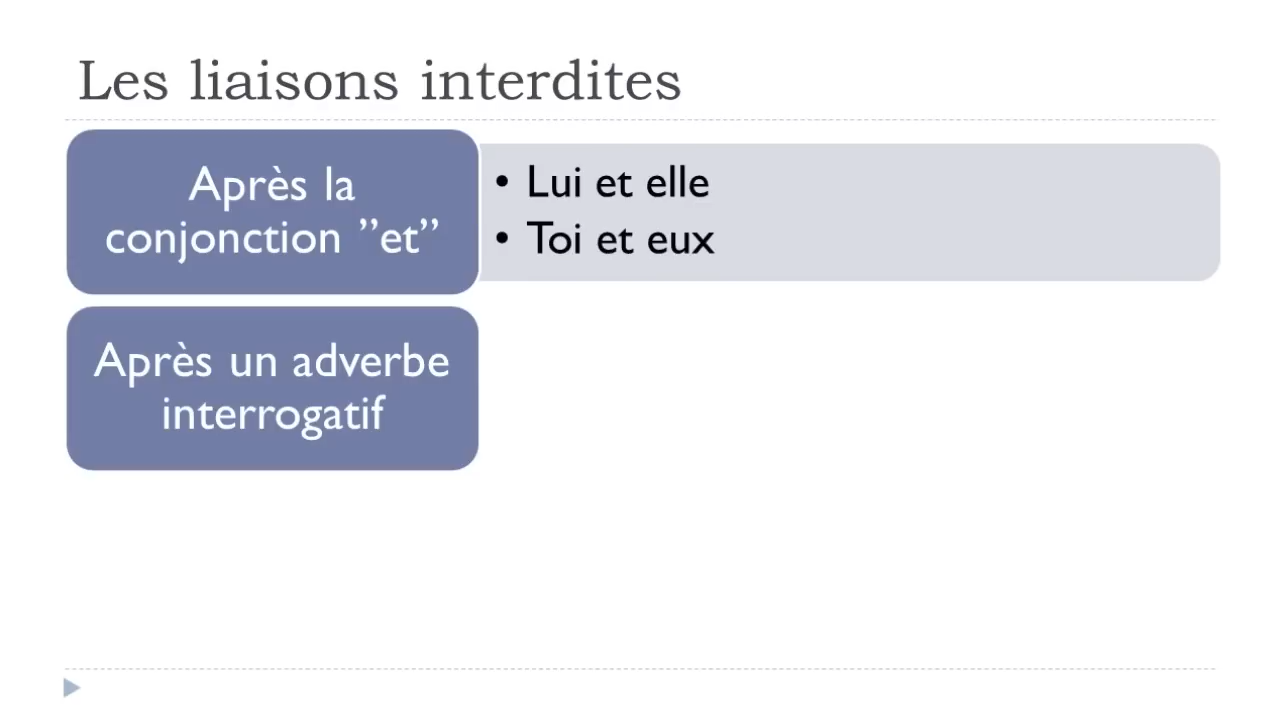 Les liaisons interdites
Après la
conjonction ”et”
• Lui et elle
• Toi et eux
Après un adverbe
interrogatif